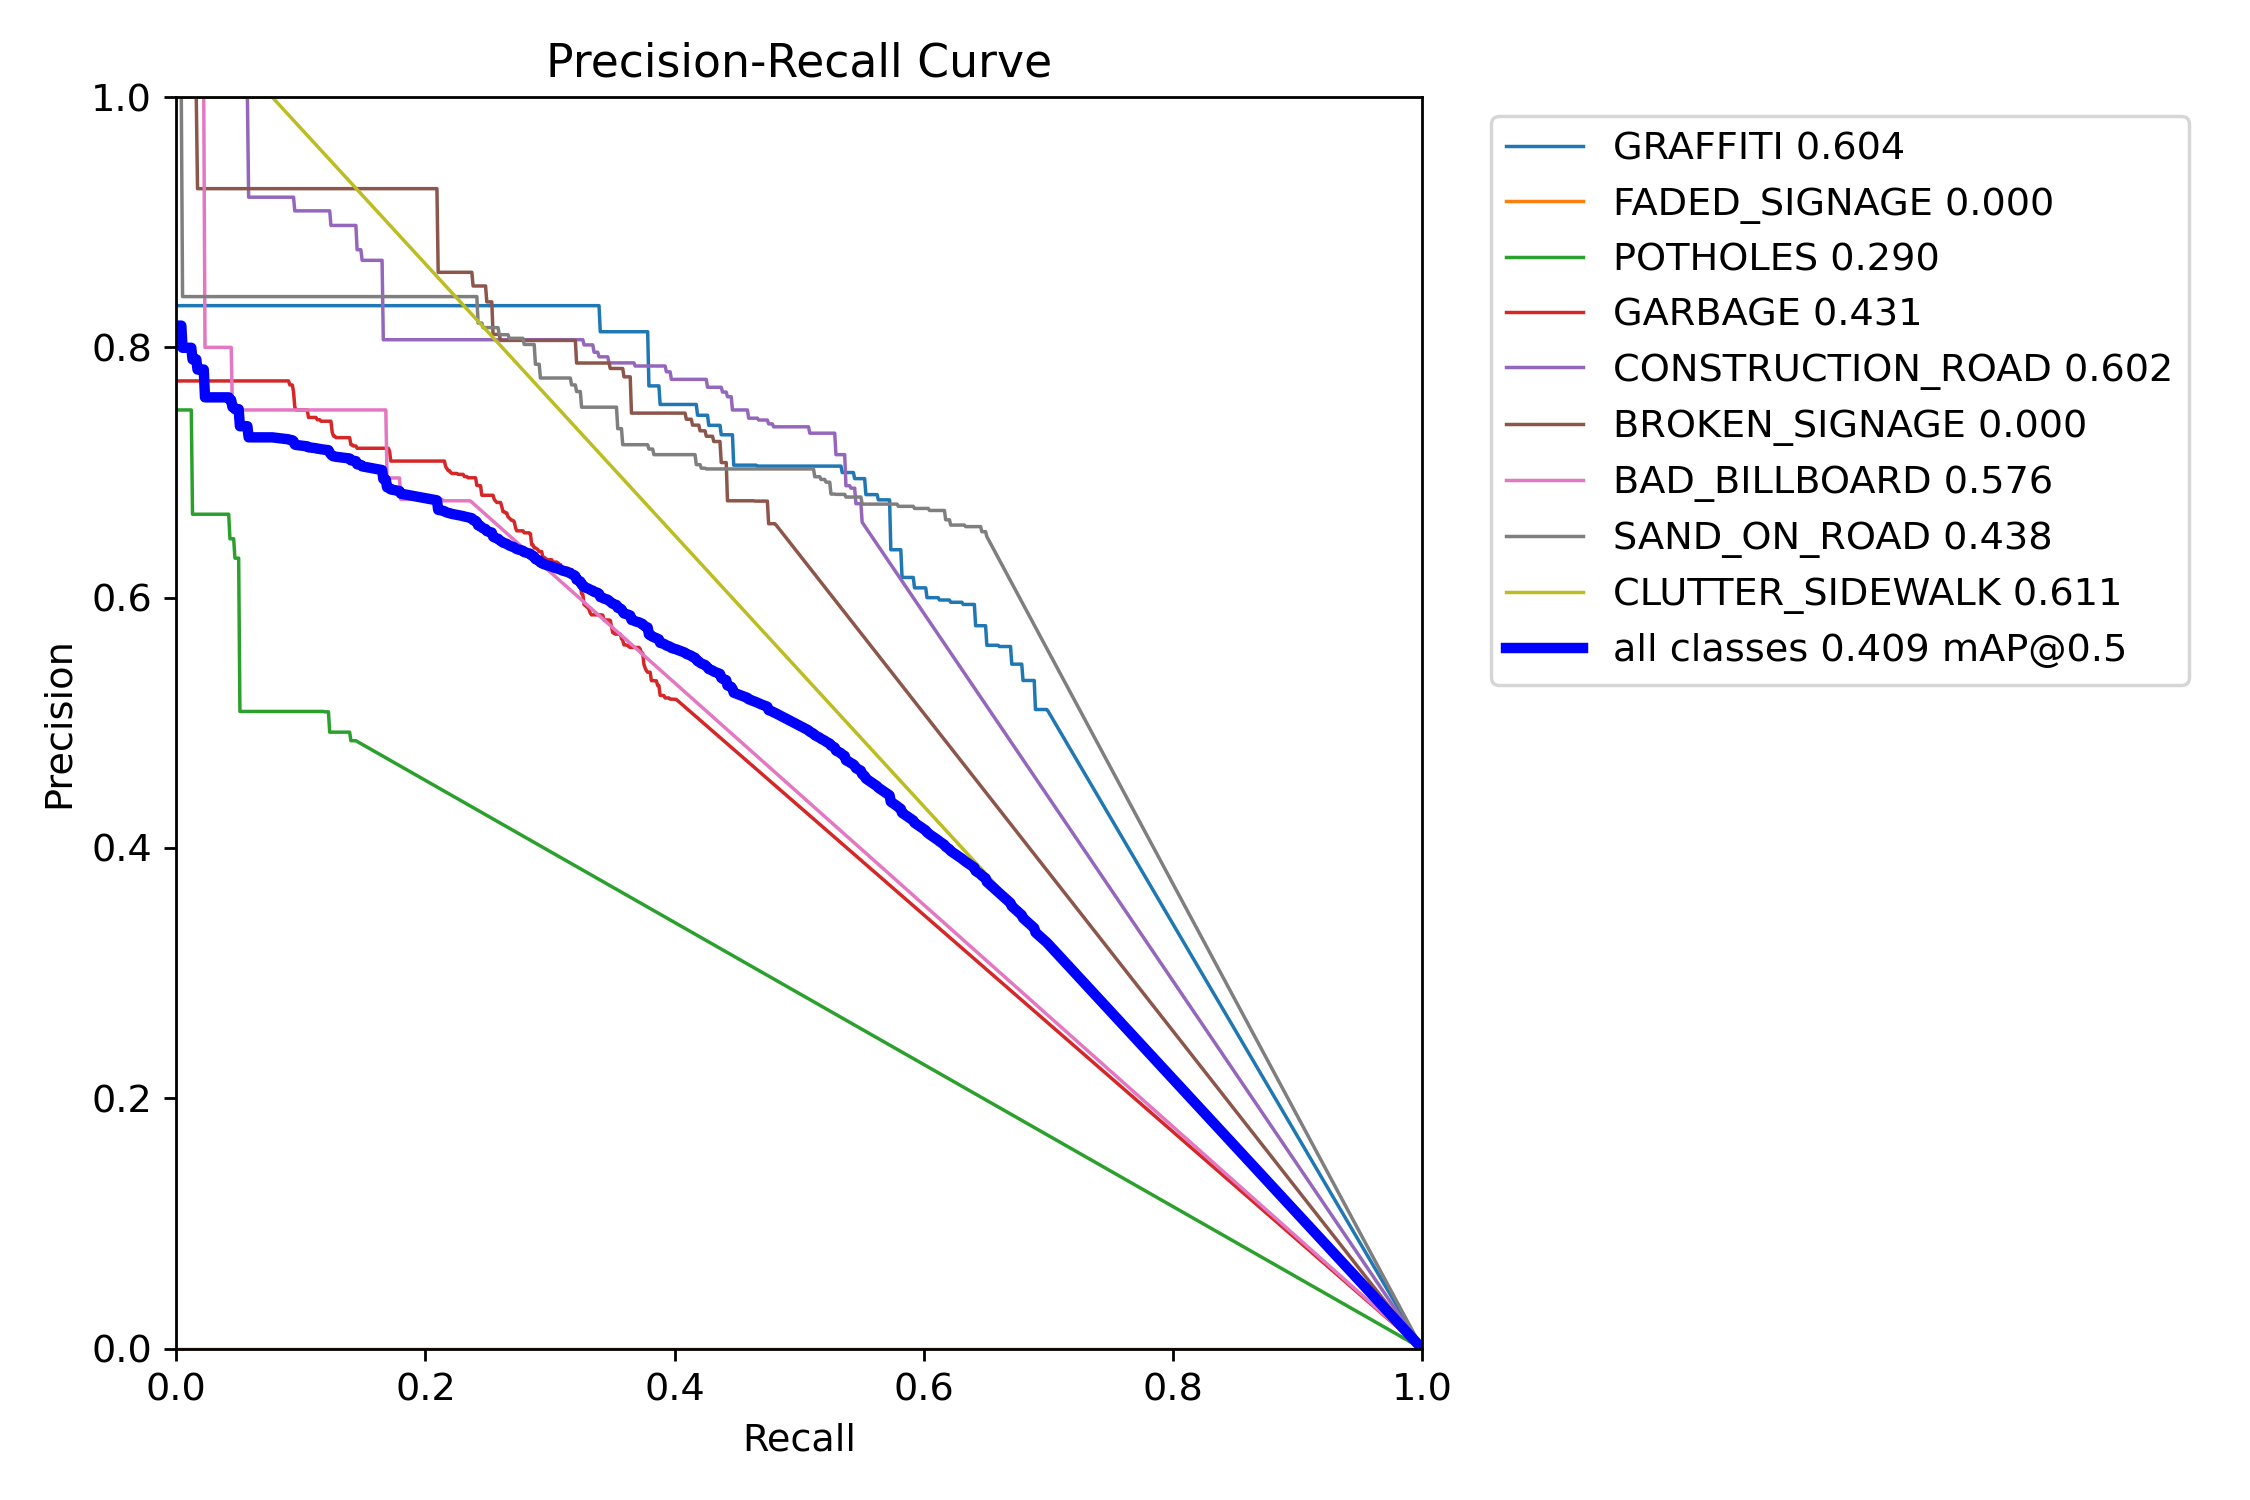 Precision-Recall Curve
1.0
0.8
0.6
0.4
0.2
0.0
Precision
0.0 0.2 0.4 0.6 0.8 1.0
Recall
GRAFFITI 0.604
FADED_SIGNAGE 0.000
POTHOLES 0.290
GARBAGE 0.431
CONSTRUCTION_ROAD 0.602
BROKEN_SIGNAGE 0.000
BAD_BILLBOARD 0.576
SAND_ON_ROAD 0.438
CLUTTER_SIDEWALK 0.611
all classes 0.409 mAP@0.5